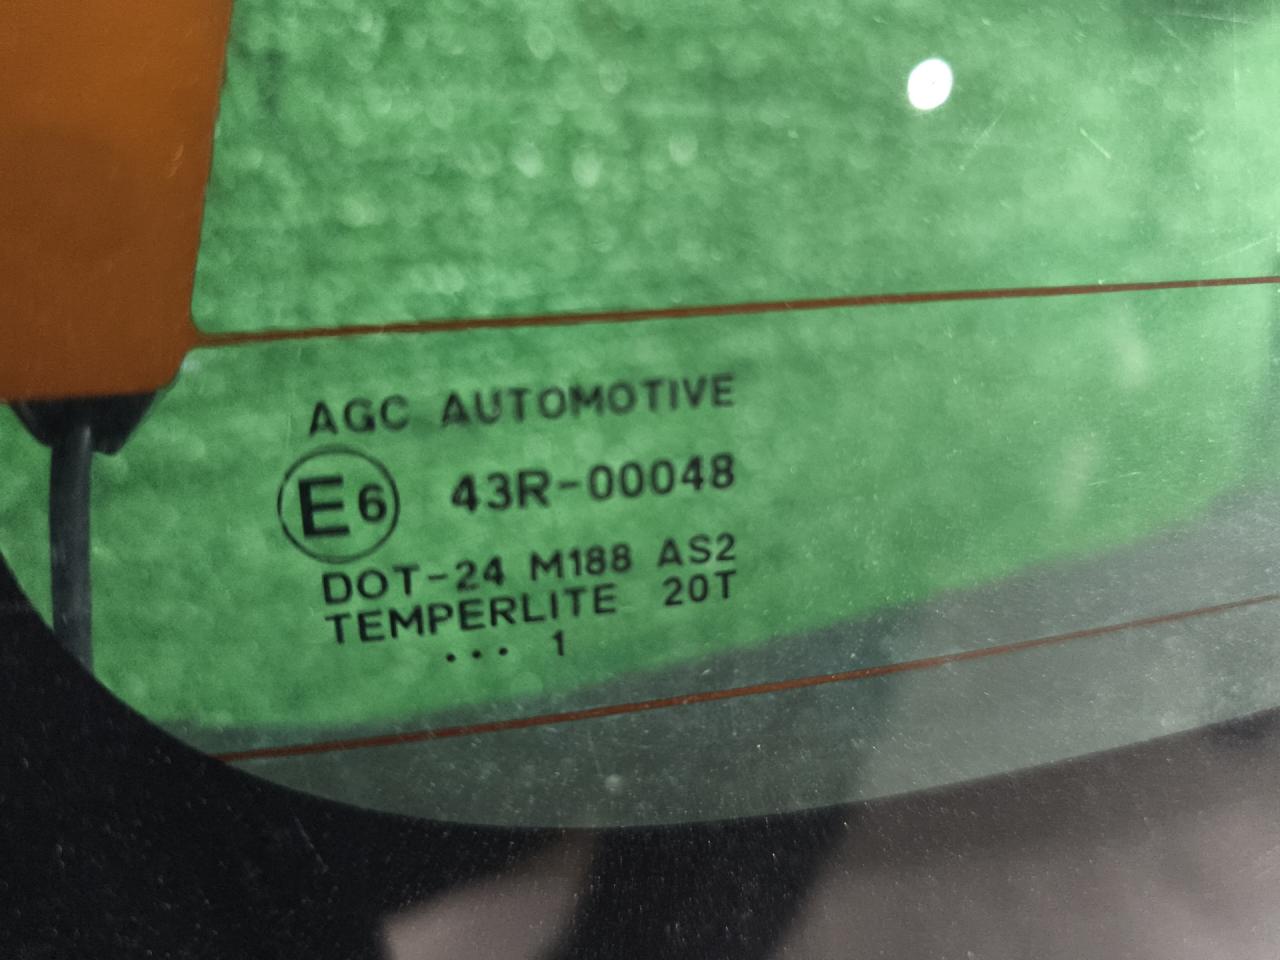 AGC AUTOMOTIVE
E6 43R-00048
DOT-24 M188 AS2
TEMPERLITE 20T
... 1